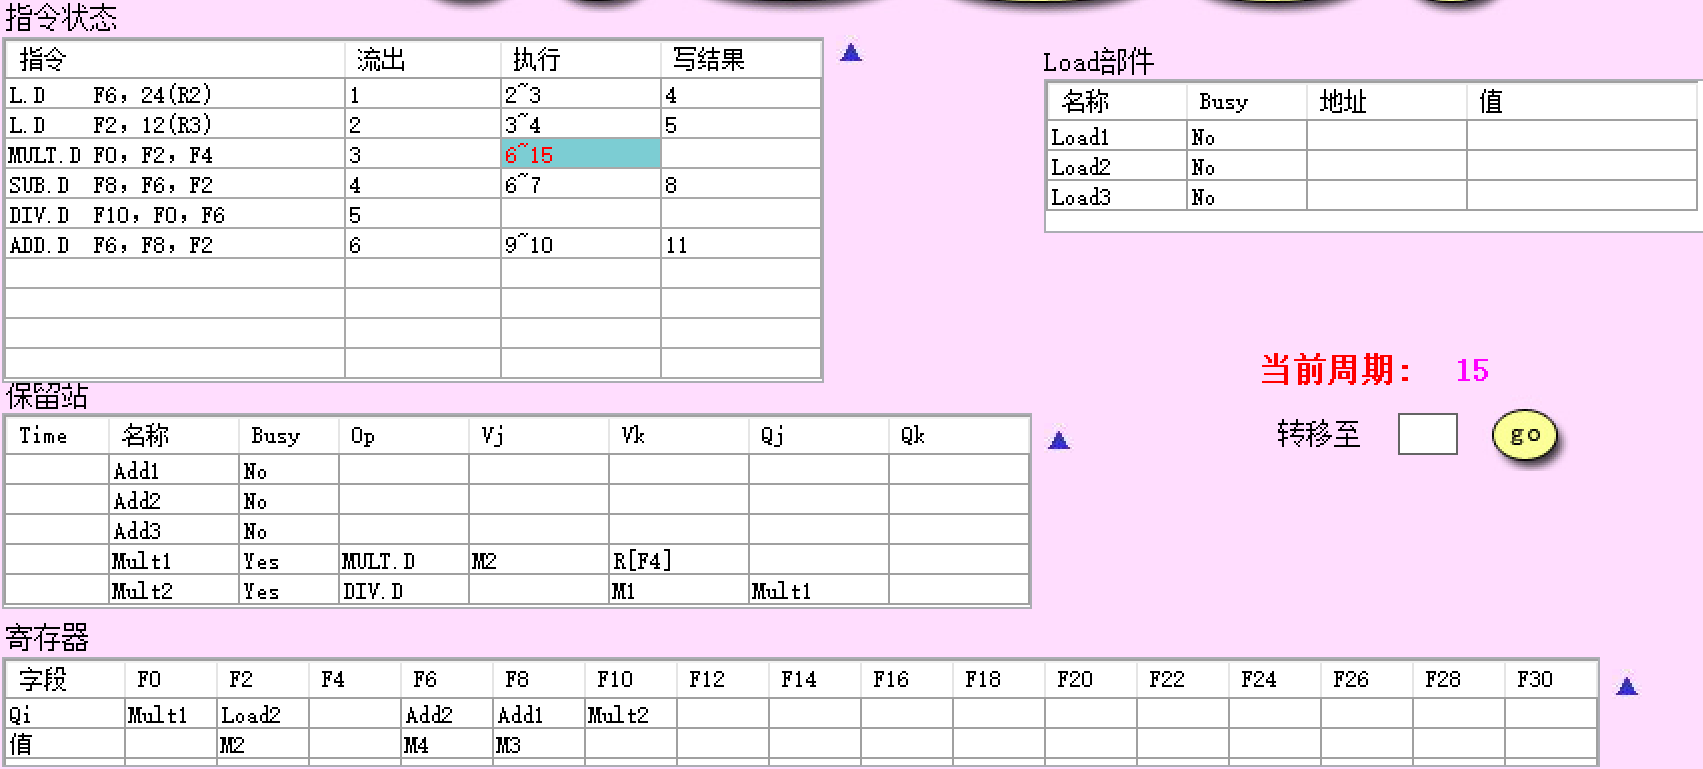 指令状态
指令 流出 执行 写结果
L.D F6, 24(R2) 1 2~3 4
L.D F2, 12(R3) 2 3~4 5
MULT.D F0, F2, F4 3 6~15
SUB.D F8, F6, F2 4 6~7 8
DIV.D F10, F0, F6 5
ADD.D F6, F8, F2 6 9~10 11
Load部件
名称 Busy 地址 值
Load1 No
Load2 No
Load3 No
当前周期: 15
转移至 go
保留站
Time 名称 Busy Op Vj Vk Qj Qk
Add1 No
Add2 No
Add3 No
Mult1 Yes MULT.D M2 R[F4]
Mult2 Yes DIV.D M1 Mult1
寄存器
字段 F0 F2 F4 F6 F8 F10 F12 F14 F16 F18 F20 F22 F24 F26 F28 F30
Qi Mult1 Load2 Add2 Add1 Mult2
值 M2 M4 M3